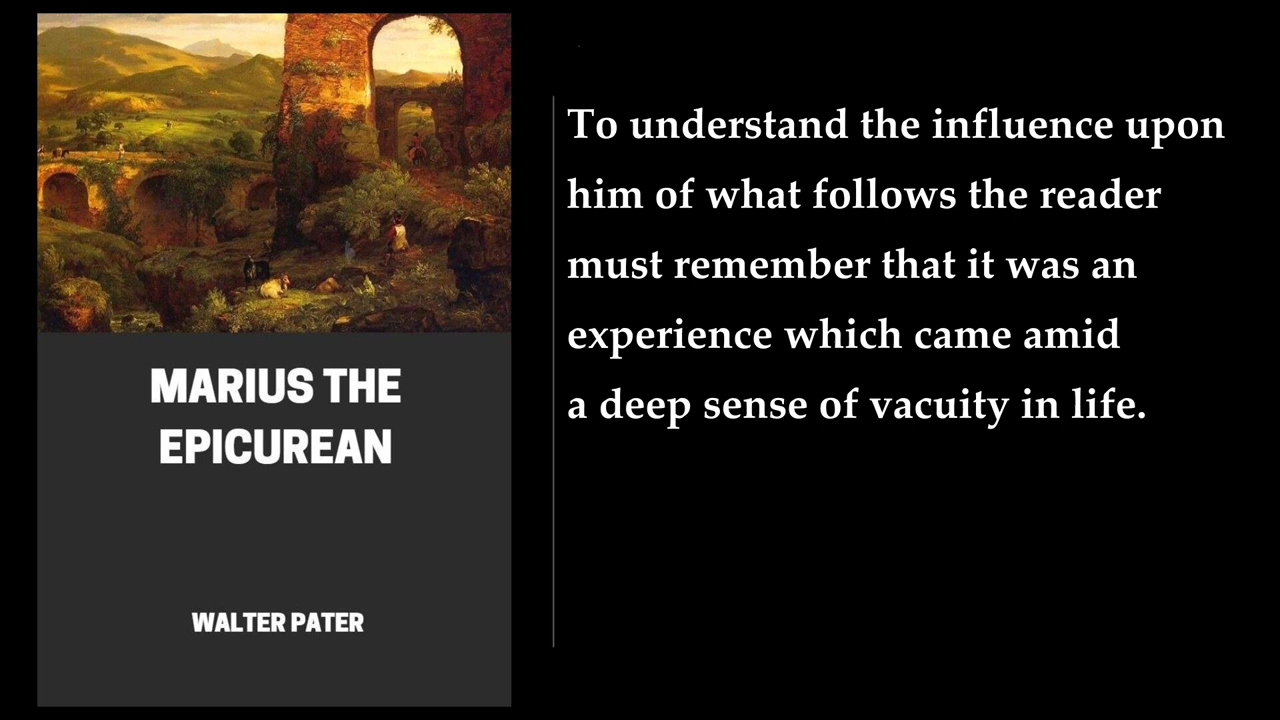 MARIUS THE
EPICUREAN
WALTER PATER
To understand the influence upon
him of what follows the reader
must remember that it was an
experience which came amid
a deep sense of vacuity in life.